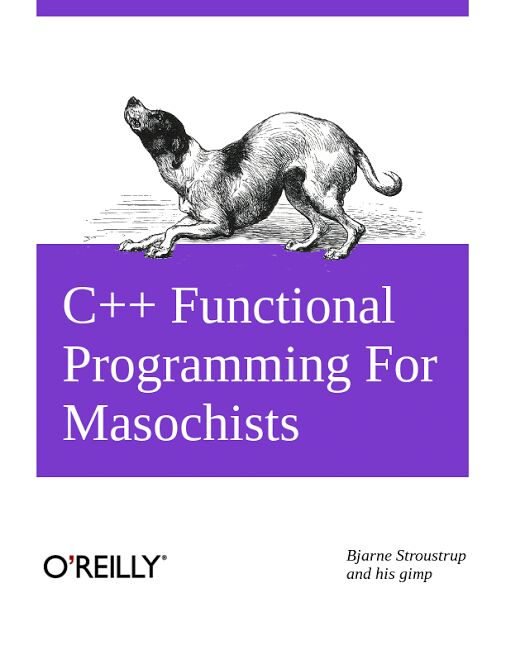 C++ Functional
Programming For
Masochists
O'REILLY®
Bjarne Stroustrup
and his gimp